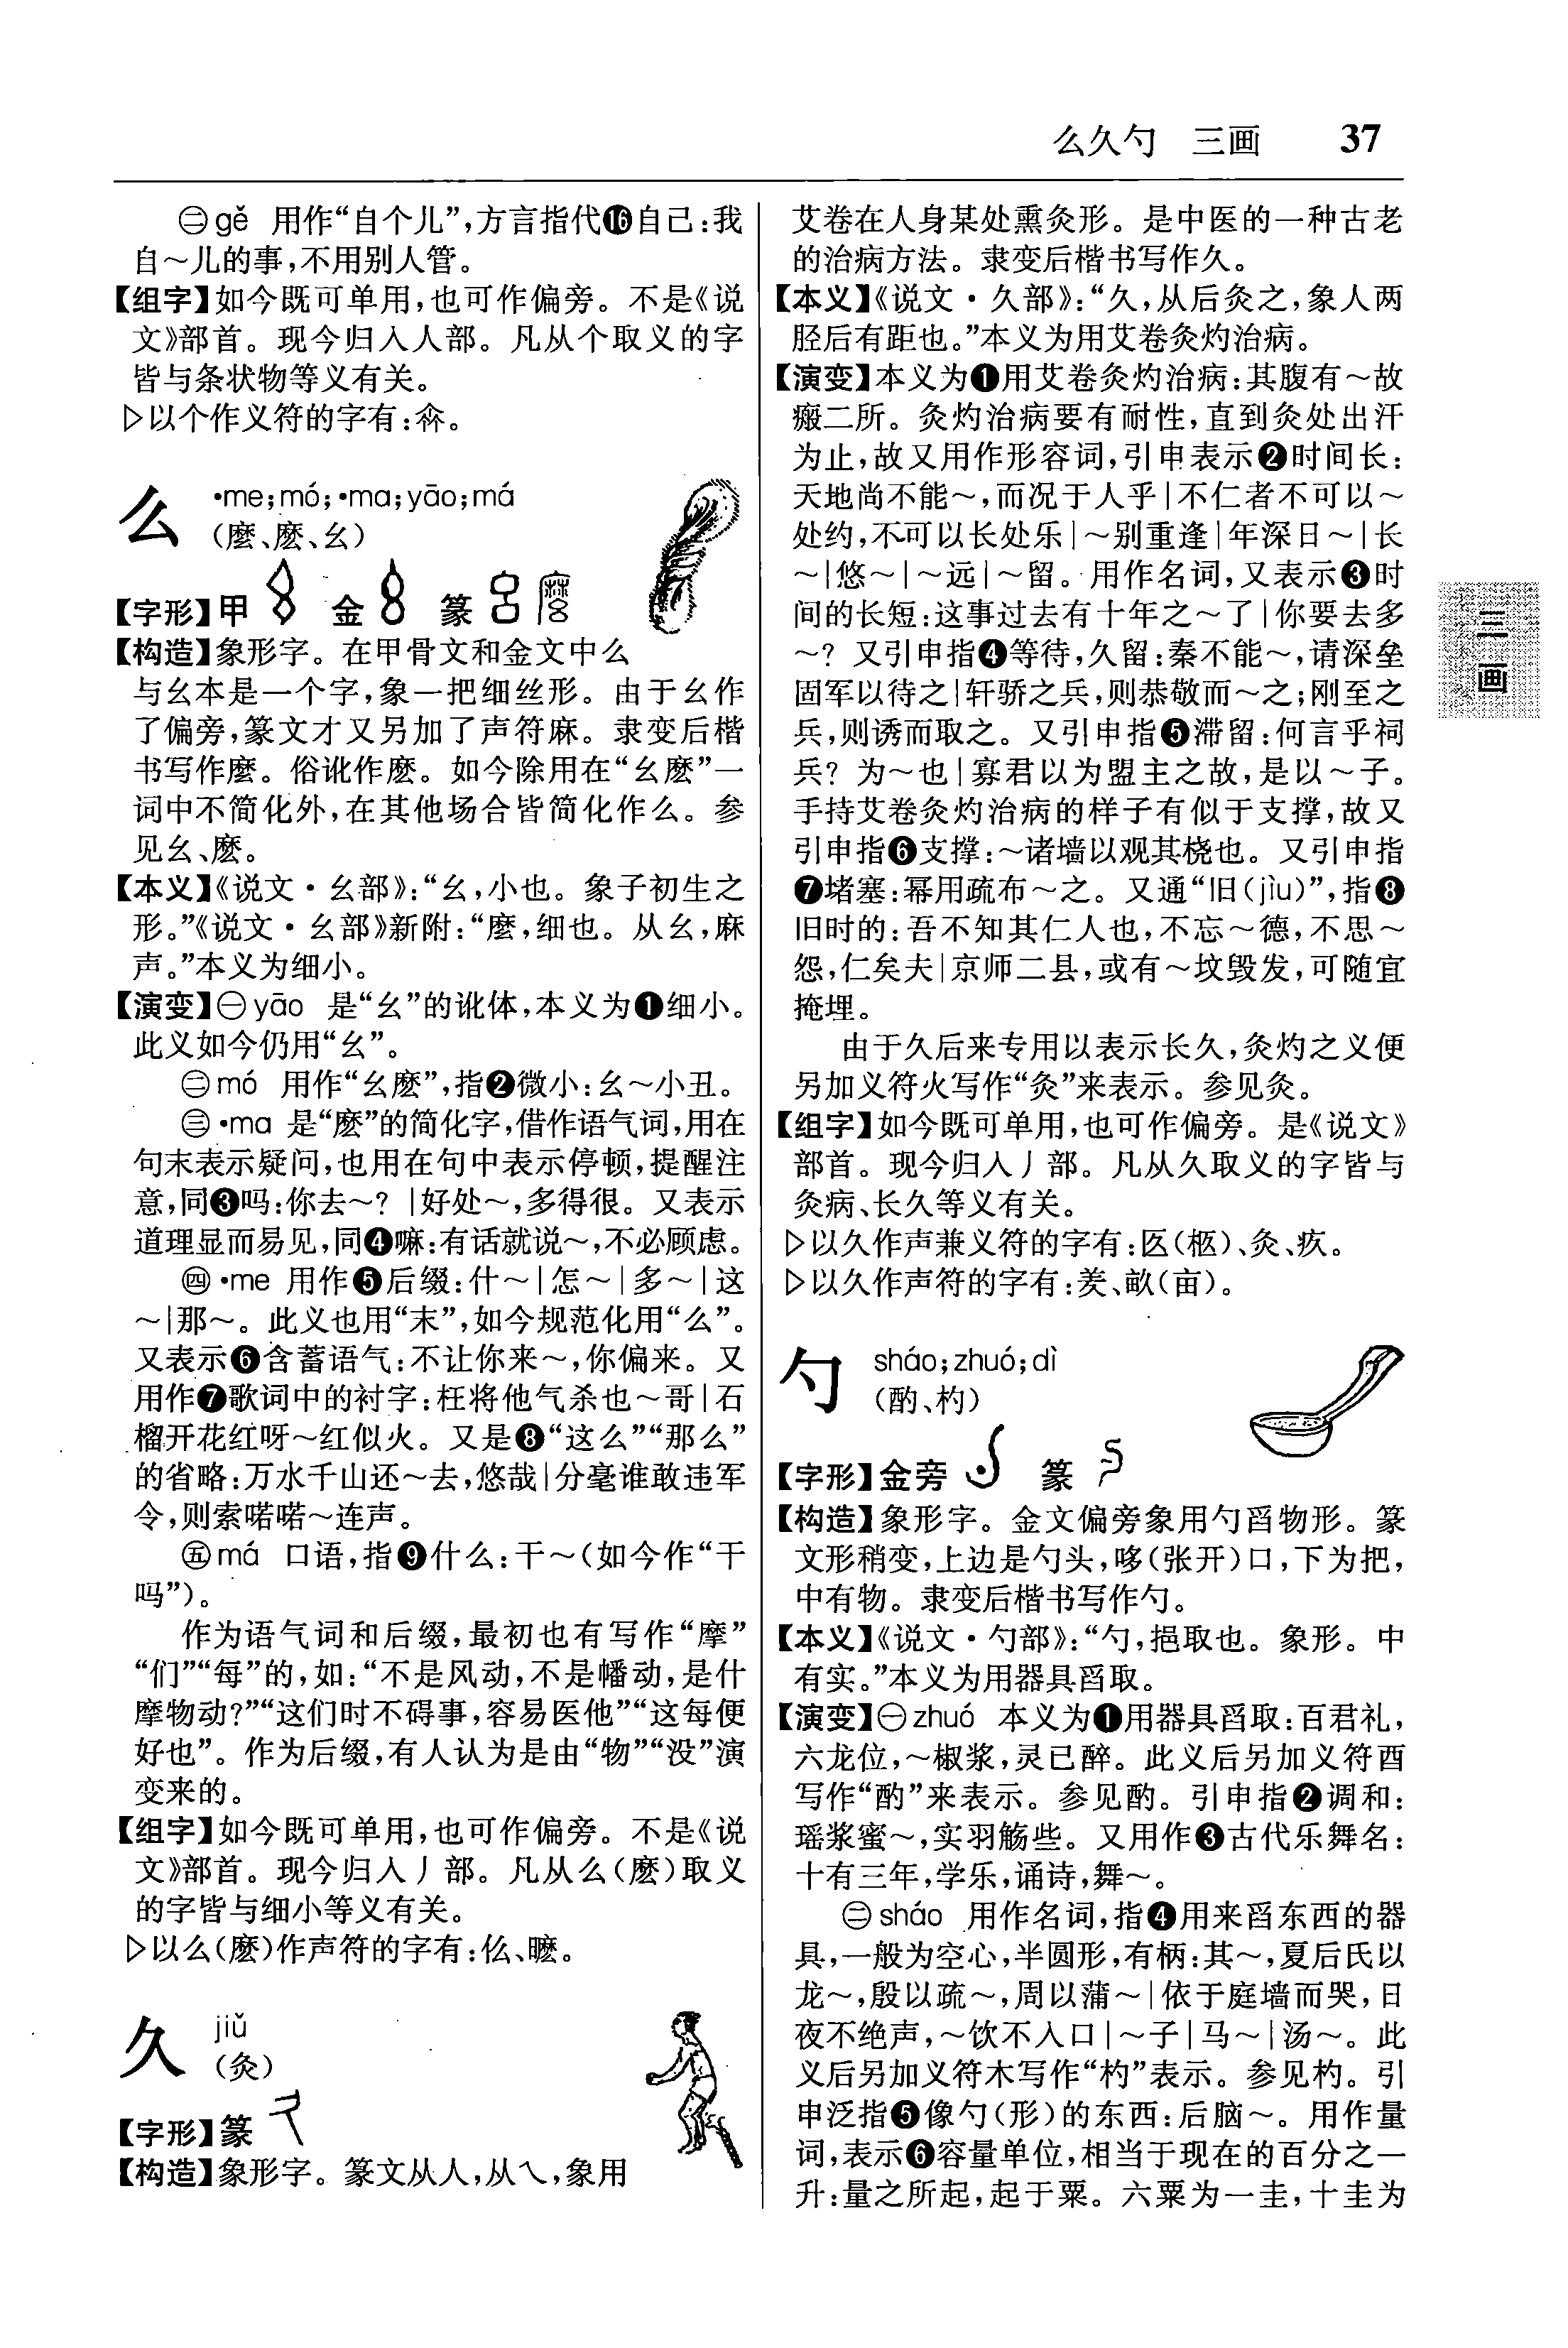 么久勺 三画 37
㊁gě 用作“自个儿”,方言指代⓰自己:我
自～儿的事,不用别人管。
【组字】如今既可单用,也可作偏旁。不是《说
文》部首。现今归入人部。凡从个取义的字
皆与条状物等义有关。
▷以个作义符的字有:夰。
么 •me;mó;•ma;yāo;má
(麼、麽、幺)
【字形】甲 金 篆
【构造】象形字。在甲骨文和金文中么
与幺本是一个字,象一把细丝形。由于幺作
了偏旁,篆文才又另加了声符麻。隶变后楷
书写作麼。俗讹作麽。如今除用在“幺麽”一
词中不简化外,在其他场合皆简化作么。参
见幺、麽。
【本义】《说文·幺部》:“幺,小也。象子初生之
形。”《说文·幺部》新附:“麼,细也。从幺,麻
声。”本义为细小。
【演变】㊀yāo 是“幺”的讹体,本义为❶细小。
此义如今仍用“幺”。
㊁mó 用作“幺麽”,指❷微小:幺～小丑。
㊂•ma 是“麽”的简化字,借作语气词,用在
句末表示疑问,也用在句中表示停顿,提醒注
意,同❸吗:你去～? |好处～,多得很。又表示
道理显而易见,同❹嘛:有话就说～,不必顾虑。
㊃•me 用作❺后缀:什～|怎～|多～|这
～|那～。此义也用“末”,如今规范化用“么”。
又表示❻含蓄语气:不让你来～,你偏来。又
用作❼歌词中的衬字:枉将他气杀也～哥|石
榴开花红呀～红似火。又是❽“这么”“那么”
的省略:万水千山还～去,悠哉|分毫谁敢违军
令,则索喏喏～连声。
㊄má 口语,指❾什么:干～(如今作“干
吗”)。
作为语气词和后缀,最初也有写作“摩”
“们”“每”的,如:“不是风动,不是幡动,是什
摩物动?”“这们时不碍事,容易医他”“这每便
好也”。作为后缀,有人认为是由“物”“没”演
变来的。
【组字】如今既可单用,也可作偏旁。不是《说
文》部首。现今归入丿部。凡从么(麽)取义
的字皆与细小等义有关。
▷以么(麽)作声符的字有:仫、嚒。
久 jiǔ
(灸)
【字形】篆
【构造】象形字。篆文从人,从乀,象用
艾卷在人身某处熏灸形。是中医的一种古老
的治病方法。隶变后楷书写作久。
【本义】《说文·久部》:“久,从后灸之,象人两
胫后有距也。”本义为用艾卷灸灼治病。
【演变】本义为❶用艾卷灸灼治病:其腹有～故
瘢二所。灸灼治病要有耐性,直到灸处出汗
为止,故又用作形容词,引申表示❷时间长:
天地尚不能～,而况于人乎|不仁者不可以～
处约,不可以长处乐|～别重逢|年深日～|长
～|悠～|～远|～留。用作名词,又表示❸时
间的长短:这事过去有十年之～了|你要去多
～? 又引申指❹等待,久留:秦不能～,请深垒
固军以待之|轩骄之兵,则恭敬而～之;刚至之
兵,则诱而取之。又引申指❺滞留:何言乎祠
兵? 为～也|寡君以为盟主之故,是以～子。
手持艾卷灸灼治病的样子有似于支撑,故又
引申指❻支撑:～诸墙以观其桡也。又引申指
❼堵塞:幂用疏布～之。又通“旧(jiù)”,指❽
旧时的:吾不知其仁人也,不忘～德,不思～
怨,仁矣夫|京师二县,或有～坟毁发,可随宜
掩埋。
由于久后来专用以表示长久,灸灼之义便
另加义符火写作“灸”来表示。参见灸。
【组字】如今既可单用,也可作偏旁。是《说文》
部首。现今归入丿部。凡从久取义的字皆与
灸病、长久等义有关。
▷以久作声兼义符的字有:匛(柩)、灸、疚。
▷以久作声符的字有:羑、畝(亩)。
勺 sháo;zhuó;dì
(酌、杓)
【字形】金旁 篆
【构造】象形字。金文偏旁象用勺舀物形。篆
文形稍变,上边是勺头,哆(张开)口,下为把,
中有物。隶变后楷书写作勺。
【本义】《说文·勺部》:“勺,挹取也。象形。中
有实。”本义为用器具舀取。
【演变】㊀zhuó 本义为❶用器具舀取:百君礼,
六龙位,～椒浆,灵已醉。此义后另加义符酉
写作“酌”来表示。参见酌。引申指❷调和:
瑶浆蜜～,实羽觞些。又用作❸古代乐舞名:
十有三年,学乐,诵诗,舞～。
㊁sháo 用作名词,指❹用来舀东西的器
具,一般为空心,半圆形,有柄:其～,夏后氏以
龙～,殷以疏～,周以蒲～|依于庭墙而哭,日
夜不绝声,～饮不入口|～子|马～|汤～。此
义后另加义符木写作“杓”表示。参见杓。引
申泛指❺像勺(形)的东西:后脑～。用作量
词,表示❻容量单位,相当于现在的百分之一
升:量之所起,起于粟。六粟为一圭,十圭为
三画